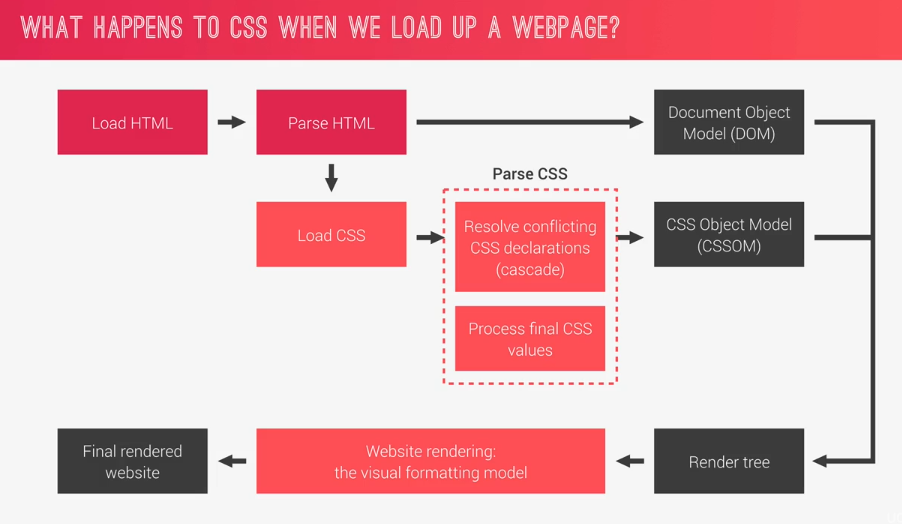 WHAT HAPPENS TO CSS WHEN WE LOAD UP A WEBPAGE?
Load HTML
Parse HTML
Document Object
Model (DOM)
Parse CSS
Load CSS
Resolve conflicting
CSS declarations
(cascade)
CSS Object Model
(CSSOM)
Process final CSS
values
Final rendered
website
Website rendering:
the visual formatting model
Render tree